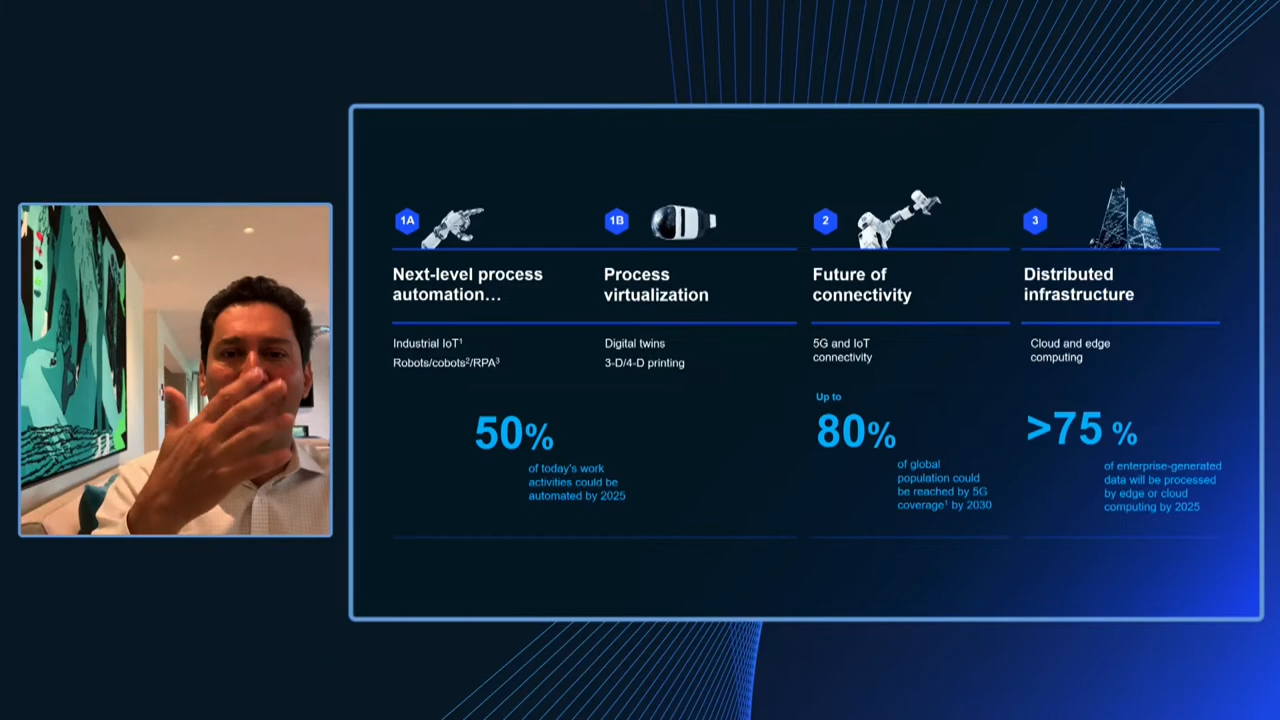 1A
Next-level process
automation…
Industrial IoT¹
Robots/cobots²/RPA³
1B
Process
virtualization
Digital twins
3-D/4-D printing
50%
of today's work
activities could be
automated by 2025
2
Future of
connectivity
5G and IoT
connectivity
Up to
80%
of global
population could
be reached by 5G
coverage¹ by 2030
3
Distributed
infrastructure
Cloud and edge
computing
>75 %
of enterprise-generated
data will be processed
by edge or cloud
computing by 2025